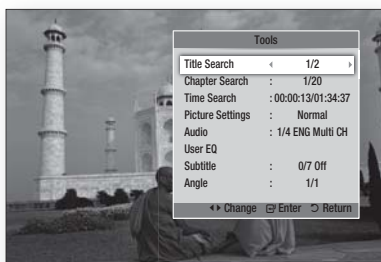 Tools
Title Search ◂ 1/2 ▸
Chapter Search : 1/20
Time Search : 00:00:13/01:34:37
Picture Settings : Normal
Audio : 1/4 ENG Multi CH
User EQ
Subtitle : 0/7 Off
Angle : 1/1
◂▸ Change Enter Return